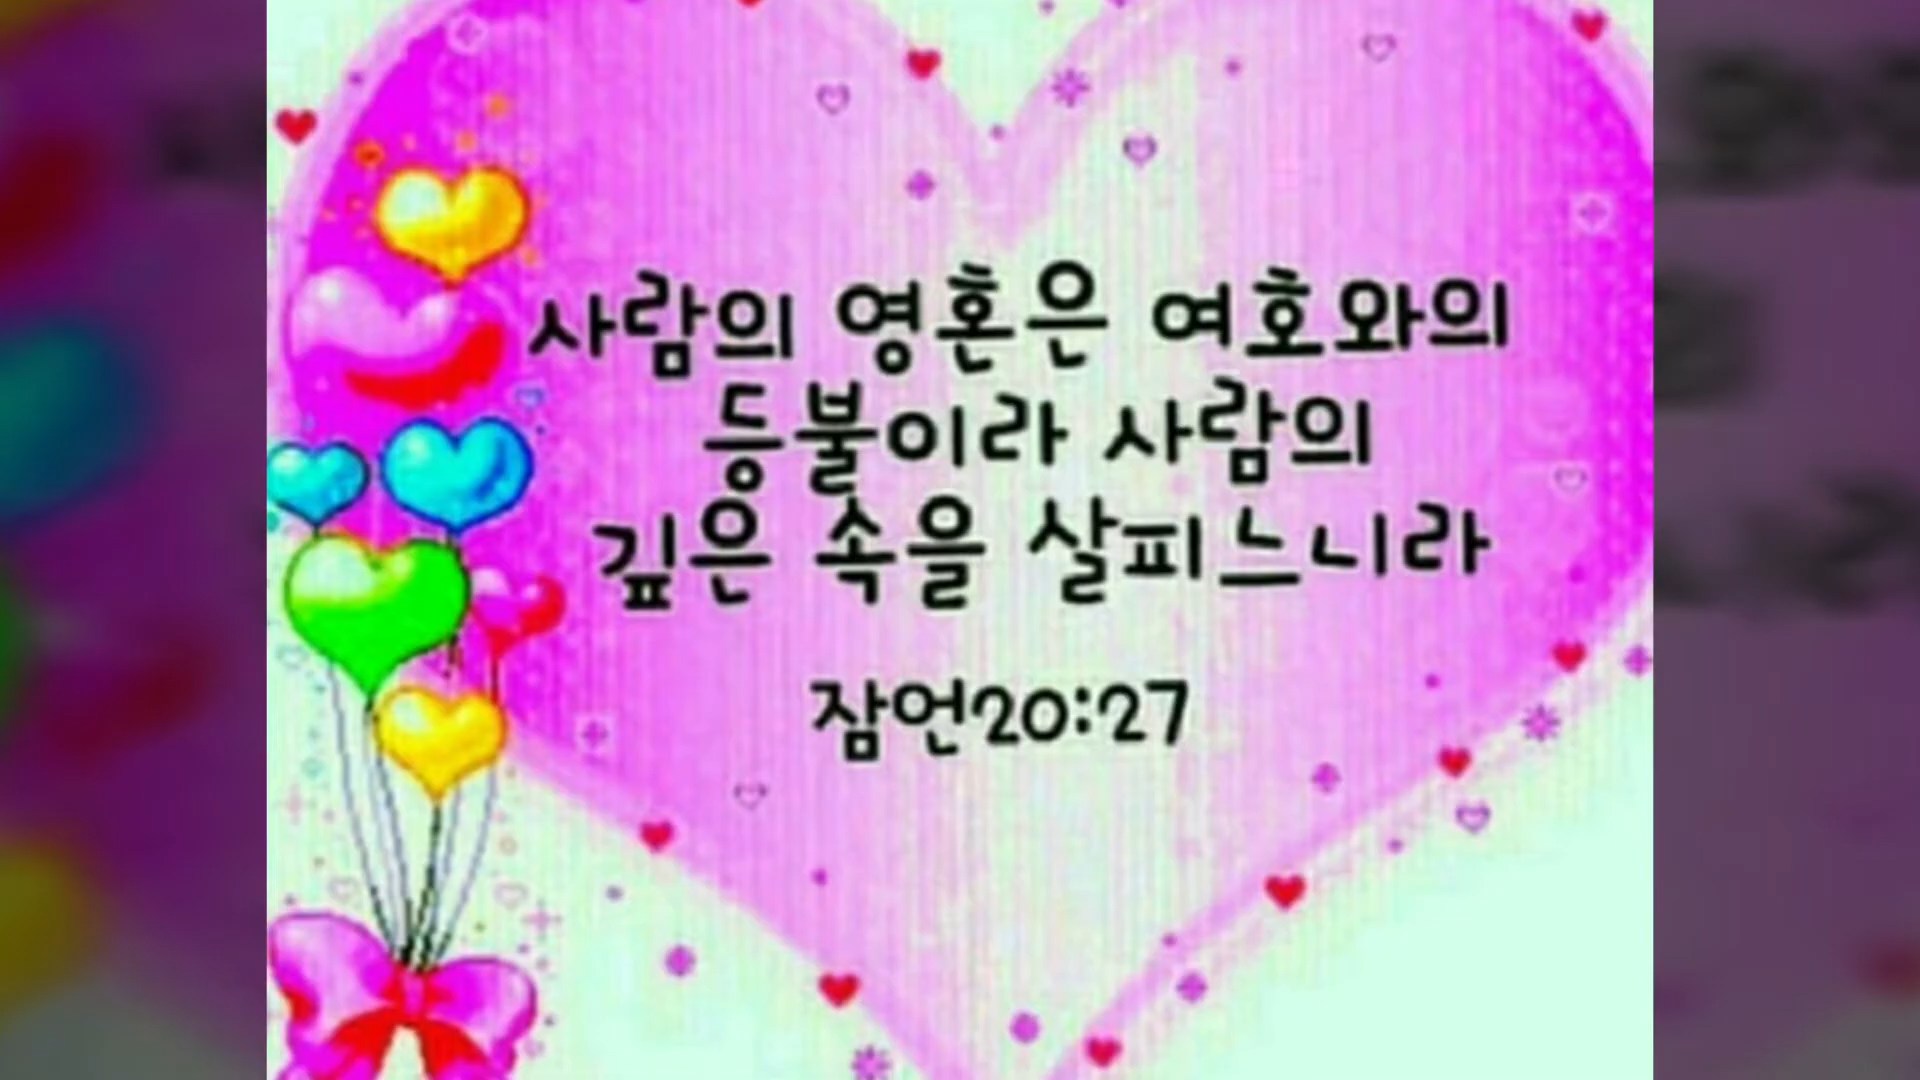 사람의 영혼은 여호와의
등불이라 사람의
깊은 속을 살피느니라
잠언20:27